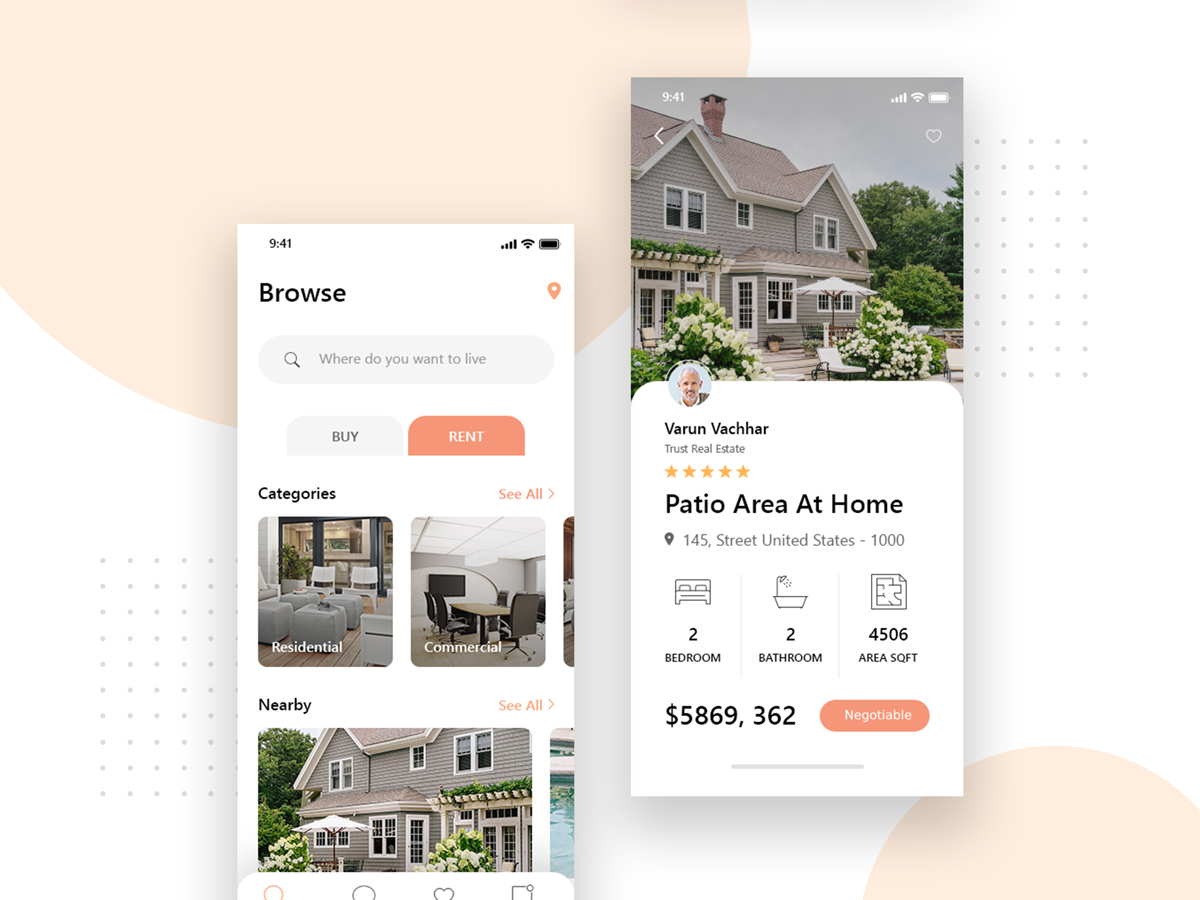 9:41
Browse
Where do you want to live
BUY
RENT
Categories
See All
Residential
Commercial
Nearby
See All
9:41
Varun Vachhar
Trust Real Estate
Patio Area At Home
145, Street United States - 1000
2
BEDROOM
2
BATHROOM
4506
AREA SQFT
$5869, 362
Negotiable